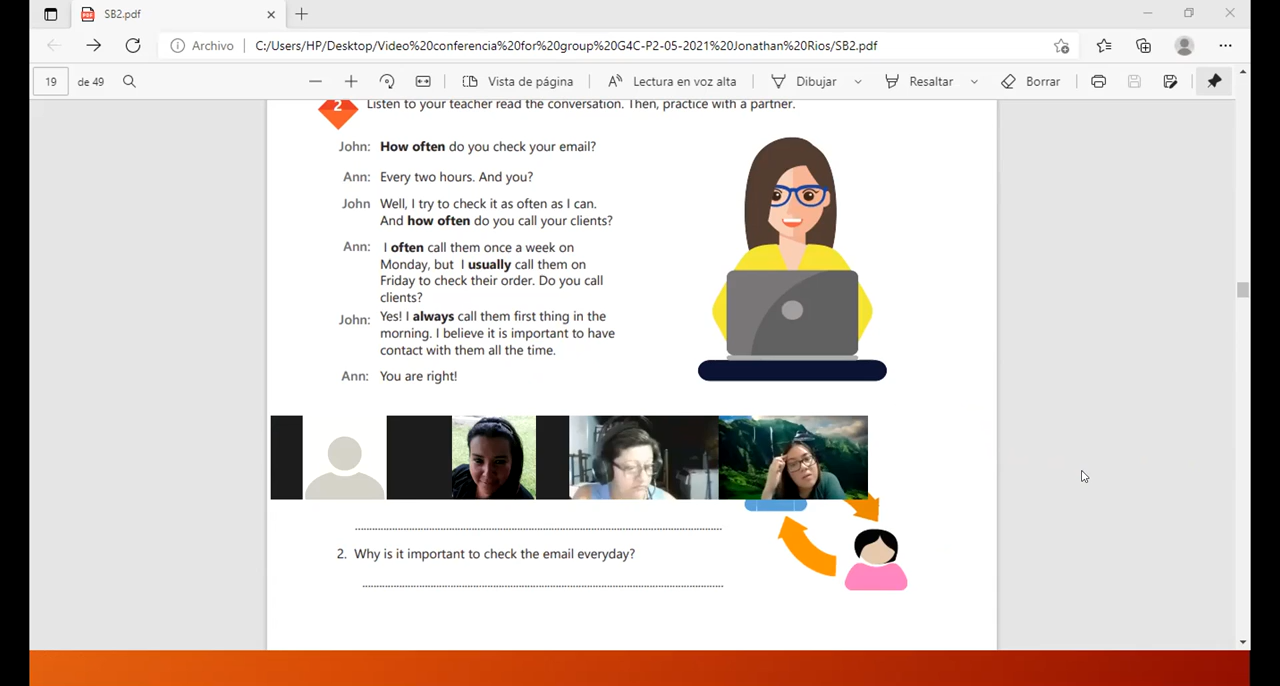 SB2.pdf
Archivo C:/Users/HP/Desktop/Video%20conferencia%20for%20group%20G4C-P2-05-2021%20Jonathan%20Rios/SB2.pdf
19 de 49 Vista de página Lectura en voz alta Dibujar Resaltar Borrar
2 Listen to your teacher read the conversation. Then, practice with a partner.
John: How often do you check your email?
Ann: Every two hours. And you?
John Well, I try to check it as often as I can.
And how often do you call your clients?
Ann: I often call them once a week on
Monday, but I usually call them on
Friday to check their order. Do you call
clients?
John: Yes! I always call them first thing in the
morning. I believe it is important to have
contact with them all the time.
Ann: You are right!
2. Why is it important to check the email everyday?